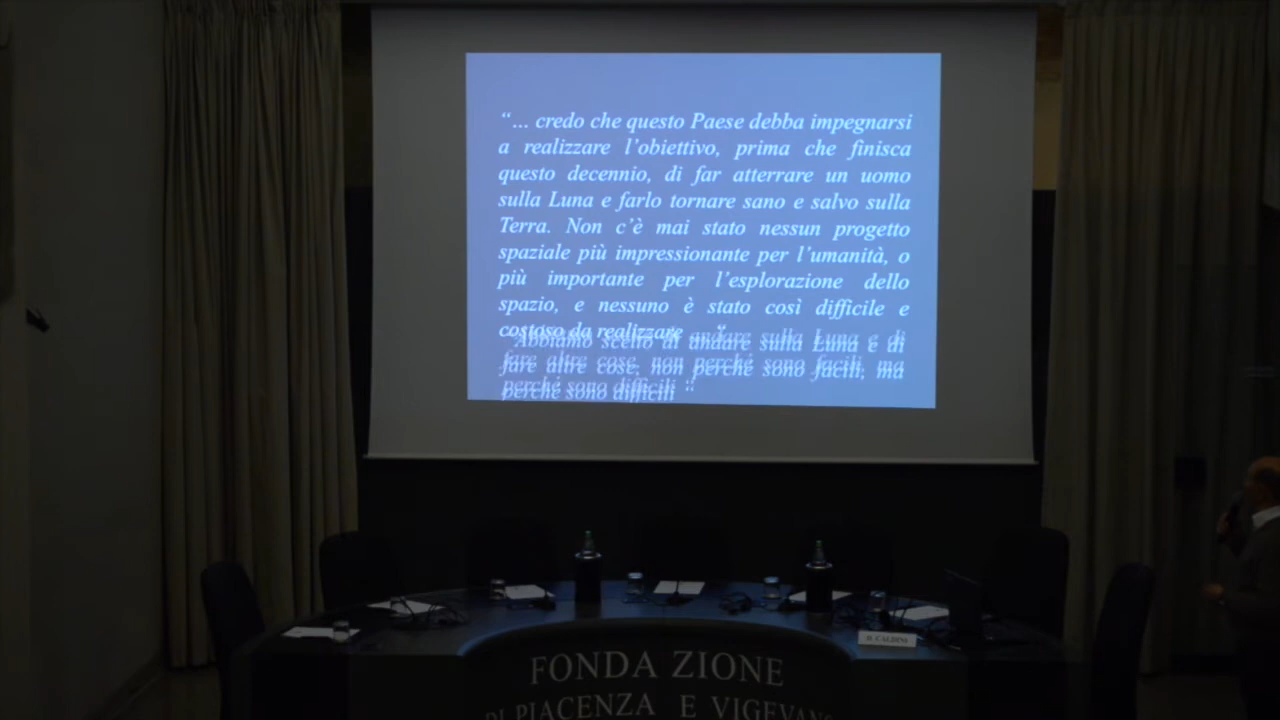 “... credo che questo Paese debba impegnarsi
a realizzare l’obiettivo, prima che finisca
questo decennio, di far atterrare un uomo
sulla Luna e farlo tornare sano e salvo sulla
Terra. Non c’è mai stato nessun progetto
spaziale più impressionante per l’umanità, o
più importante per l’esplorazione dello
spazio, e nessuno è stato così difficile e
costoso da realizzare “
“Abbiamo scelto di andare sulla Luna e di
fare altre cose, non perché sono facili, ma
perché sono difficili “
FONDAZIONE
DI PIACENZA E VIGEVANO